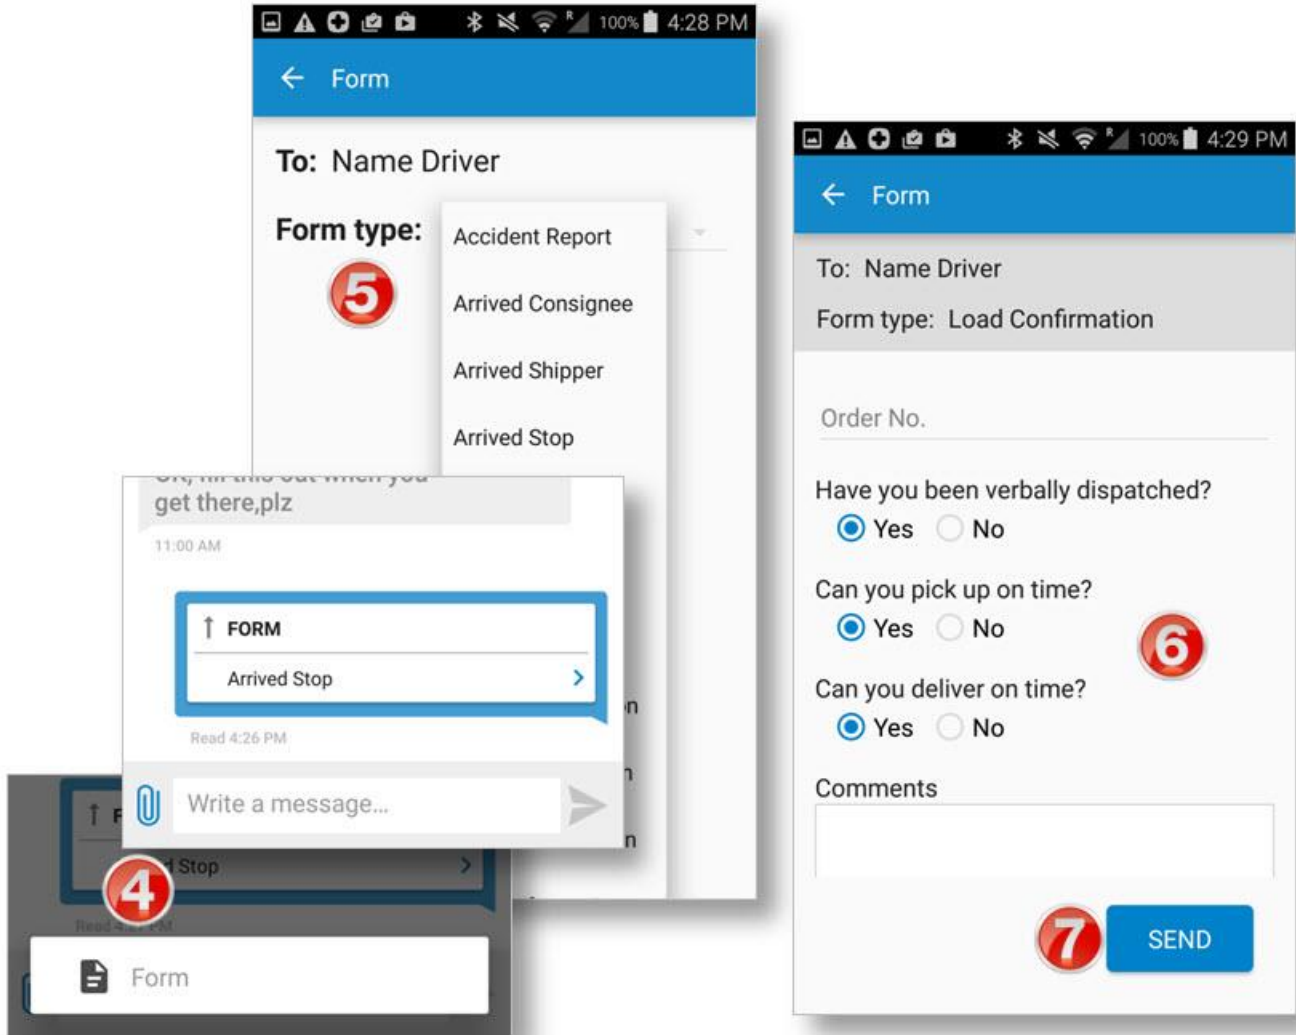 100% 4:28 PM
Form
To: Name Driver
Form type:
Accident Report
Arrived Consignee
Arrived Shipper
Arrived Stop
5
get there,plz
11:00 AM
FORM
Arrived Stop
Read 4:26 PM
Write a message...
4
Stop
Form
R 100% 4:29 PM
Form
To: Name Driver
Form type: Load Confirmation
Order No.
Have you been verbally dispatched?
Yes No
Can you pick up on time?
Yes No
6
Can you deliver on time?
Yes No
Comments
7 SEND